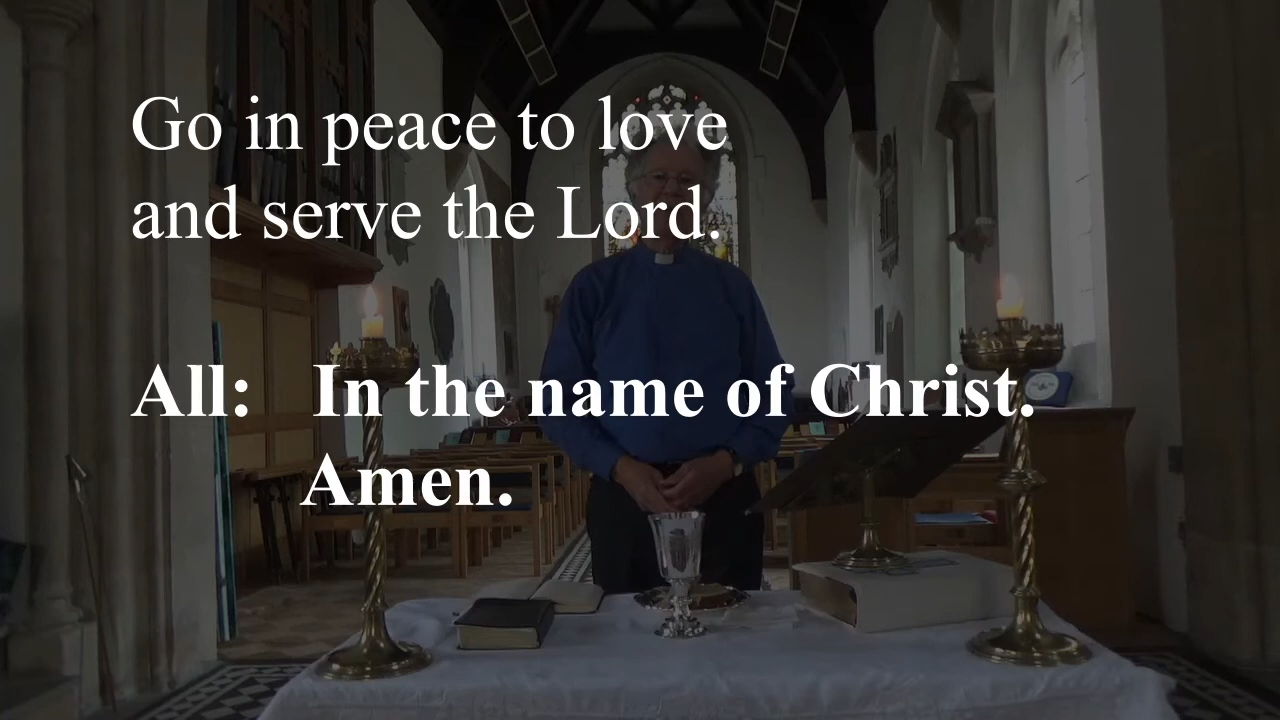 Go in peace to love
and serve the Lord.
All: In the name of Christ.
Amen.